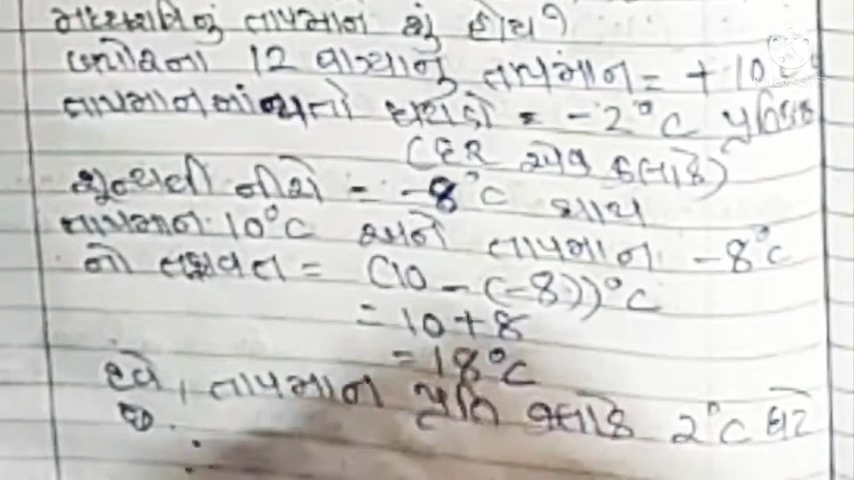 મધ્યરાત્રિનું તાપમાન શું હોય?
બપોરના 12 વાગ્યાનું તાપમાન = +10°C
તાપમાનમાં થતો ઘટાડો = -2°C પ્રતિકલાક
(દર એક કલાકે)
શૂન્યથી નીચે = -8°C થાય
તાપમાન 10°C અને તાપમાન -8°C
નો તફાવત = (10 - (-8))°C
= 10 + 8
= 18°C
હવે, તાપમાન પ્રતિ કલાકે 2°C ઘટે
છે.